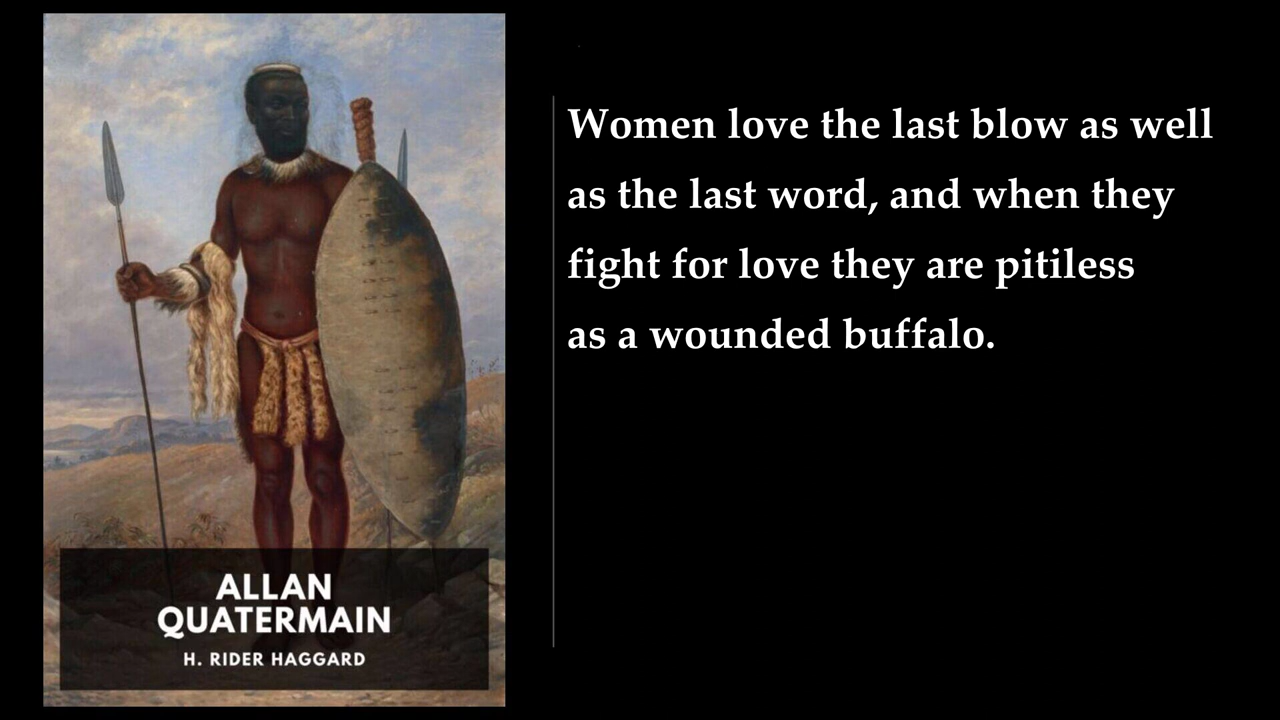 ALLAN
QUATERMAIN
H. RIDER HAGGARD
Women love the last blow as well
as the last word, and when they
fight for love they are pitiless
as a wounded buffalo.